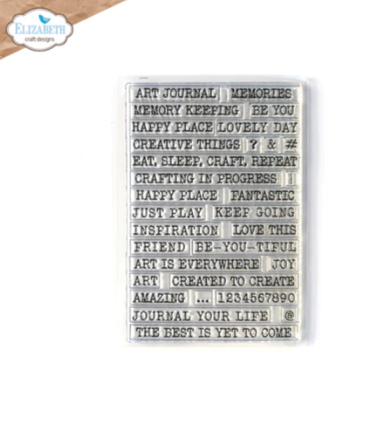 ELIZABETH
craft designs
ART JOURNAL MEMORIES
MEMORY KEEPING BE YOU
HAPPY PLACE LOVELY DAY
CREATIVE THINGS ? & #
EAT, SLEEP, CRAFT, REPEAT
CRAFTING IN PROGRESS !
HAPPY PLACE FANTASTIC
JUST PLAY KEEP GOING
INSPIRATION LOVE THIS
FRIEND BE-YOU-TIFUL
ART IS EVERYWHERE JOY
ART CREATED TO CREATE
AMAZING ... 1234567890
JOURNAL YOUR LIFE @
THE BEST IS YET TO COME